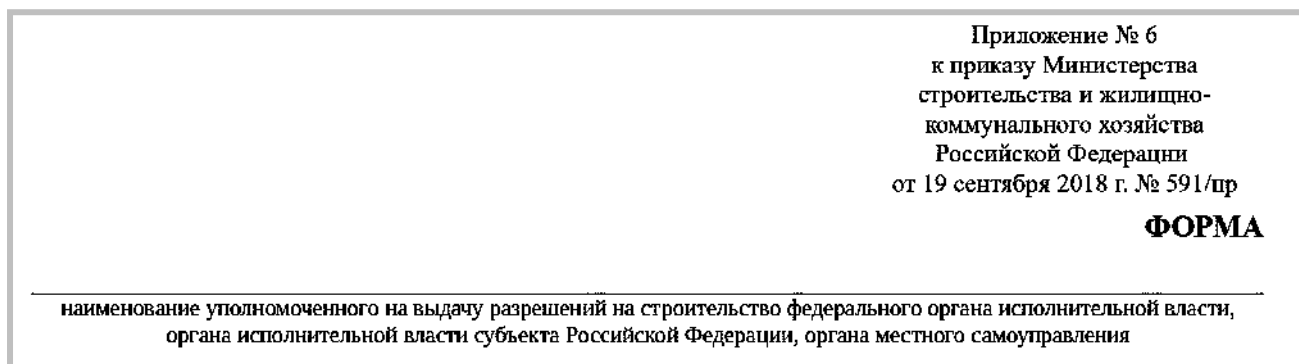 Приложение № 6
к приказу Министерства
строительства и жилищно-
коммунального хозяйства
Российской Федерации
от 19 сентября 2018 г. № 591/пр
ФОРМА
наименование уполномоченного на выдачу разрешений на строительство федерального органа исполнительной власти,
органа исполнительной власти субъекта Российской Федерации, органа местного самоуправления